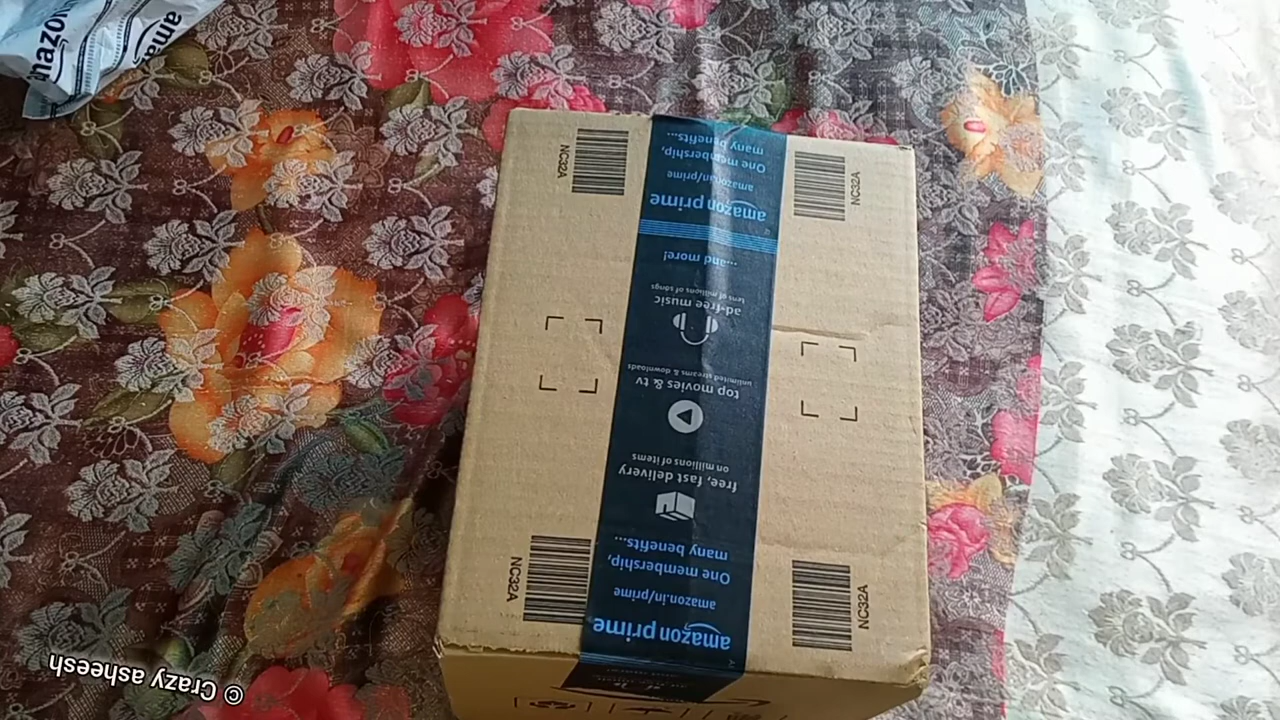 amazon
amazon
NC32A
NC32A
amazon prime
amazon.in/prime
One membership,
many benefits...
free, fast delivery
on millions of items
top movies & tv
unlimited streams & downloads
ad-free music
tens of millions of songs
...and more!
amazon prime
amazon.in/prime
One membership,
many benefits...
NC32A
NC32A
© Crazy asheesh